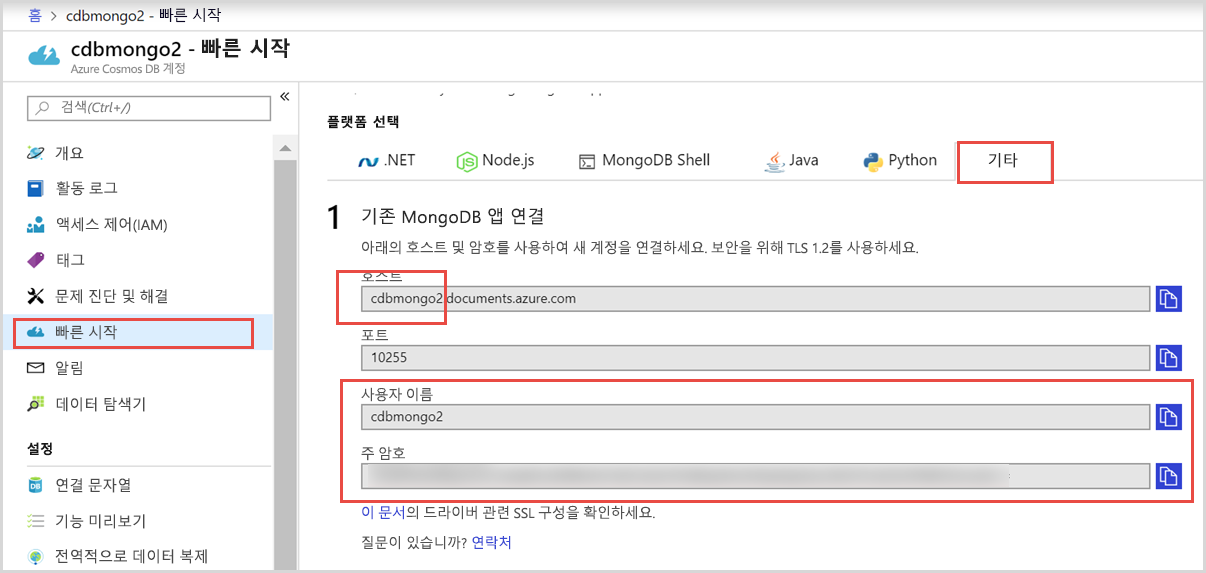 홈 > cdbmongo2 - 빠른 시작
cdbmongo2 - 빠른 시작
Azure Cosmos DB 계정
검색(Ctrl+/)
«
개요
활동 로그
액세스 제어(IAM)
태그
문제 진단 및 해결
빠른 시작
알림
데이터 탐색기
설정
연결 문자열
기능 미리보기
전역적으로 데이터 복제
플랫폼 선택
.NET
Node.js
MongoDB Shell
Java
Python
기타
1 기존 MongoDB 앱 연결
아래의 호스트 및 암호를 사용하여 새 계정을 연결하세요. 보안을 위해 TLS 1.2를 사용하세요.
호스트
cdbmongo2.documents.azure.com
포트
10255
사용자 이름
cdbmongo2
주 암호
이 문서의 드라이버 관련 SSL 구성을 확인하세요.
질문이 있습니까? 연락처